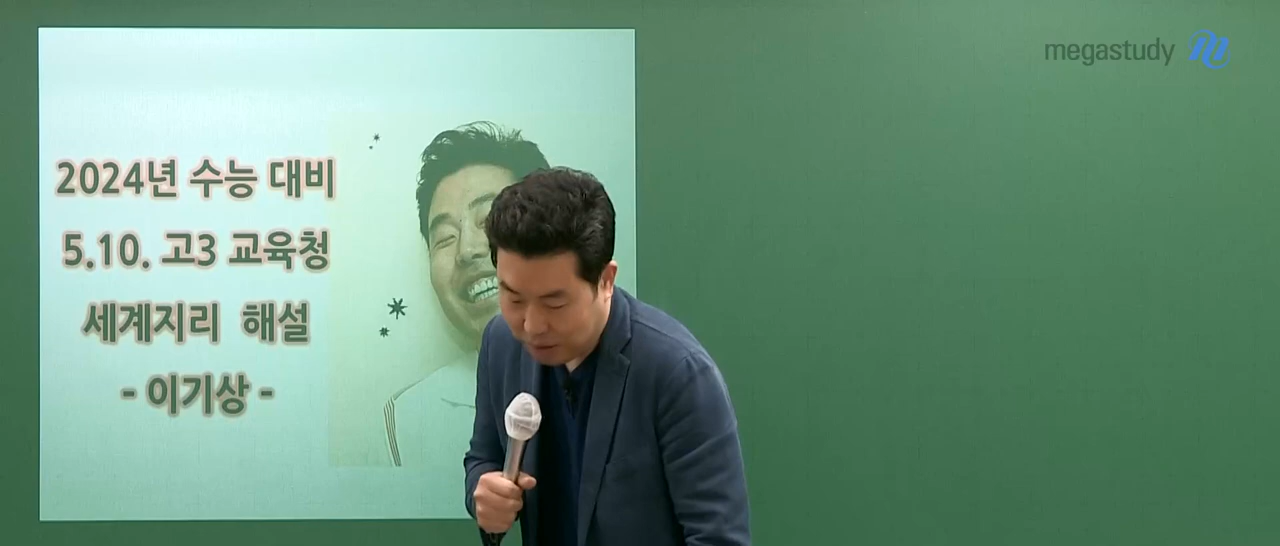 megastudy
2024년 수능 대비
5.10. 고3 교육청
세계지리 해설
- 이기상 -